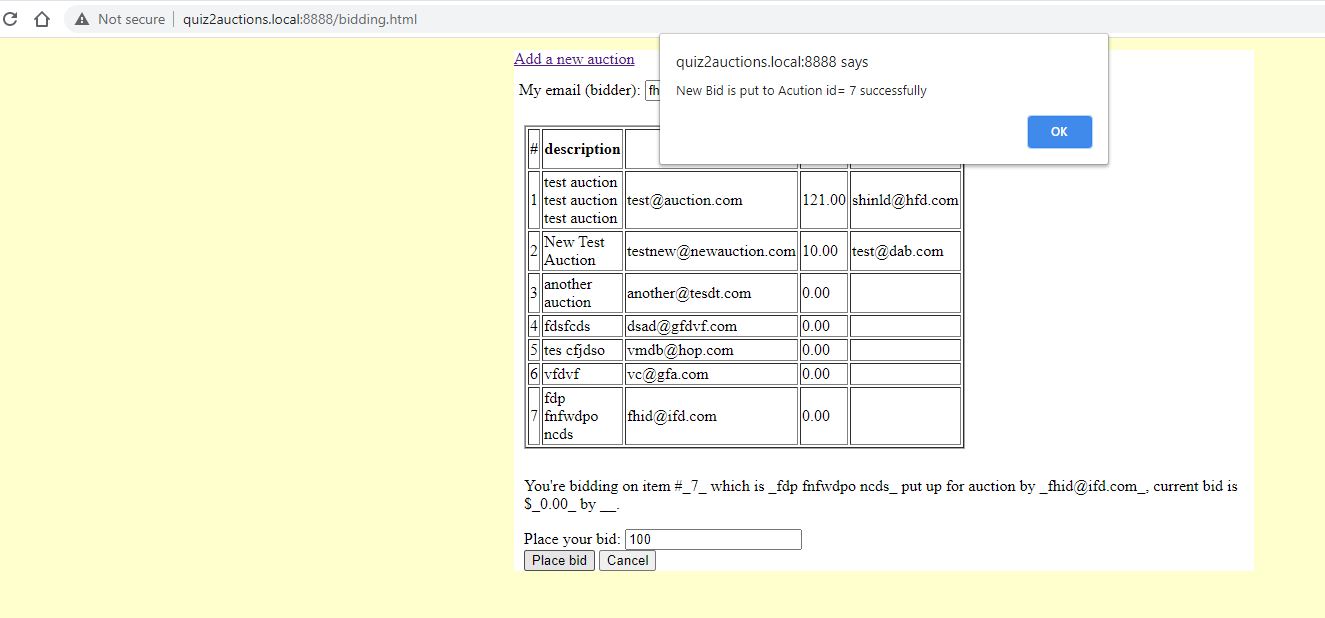 Not secure | quiz2auctions.local:8888/bidding.html
Add a new auction
quiz2auctions.local:8888 says
New Bid is put to Acution id= 7 successfully
OK
My email (bidder): fh
# description
1 test auction test@auction.com 121.00 shinld@hfd.com
test auction
test auction
2 New Test testnew@newauction.com 10.00 test@dab.com
Auction
3 another another@tesdt.com 0.00
auction
4 fdsfcds dsad@gfdvf.com 0.00
5 tes cfjdso vmdb@hop.com 0.00
6 vfdvf vc@gfa.com 0.00
7 fdp fhid@ifd.com 0.00
fnfwdpo
ncds
You're bidding on item #_7_ which is _fdp fnfwdpo ncds_ put up for auction by _fhid@ifd.com_, current bid is
$_0.00_ by __.
Place your bid: 100
Place bid Cancel